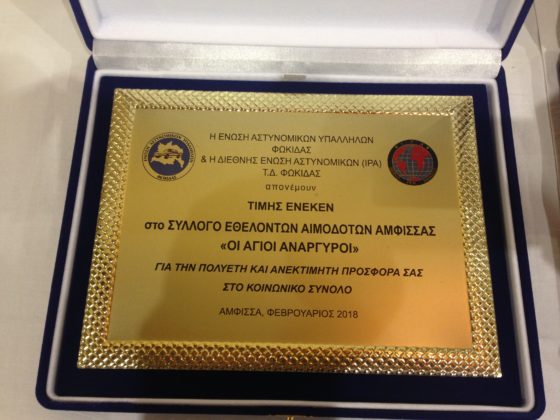 Η ΕΝΩΣΗ ΑΣΤΥΝΟΜΙΚΩΝ ΥΠΑΛΛΗΛΩΝ
ΦΩΚΙΔΑΣ
& Η ΔΙΕΘΝΗΣ ΕΝΩΣΗ ΑΣΤΥΝΟΜΙΚΩΝ (IPA)
Τ.Δ. ΦΩΚΙΔΑΣ
απονέμουν
ΤΙΜΗΣ ΕΝΕΚΕΝ
στο ΣΥΛΛΟΓΟ ΕΘΕΛΟΝΤΩΝ ΑΙΜΟΔΟΤΩΝ ΑΜΦΙΣΣΑΣ
«ΟΙ ΑΓΙΟΙ ΑΝΑΡΓΥΡΟΙ»
ΓΙΑ ΤΗΝ ΠΟΛΥΕΤΗ ΚΑΙ ΑΝΕΚΤΙΜΗΤΗ ΠΡΟΣΦΟΡΑ ΣΑΣ
ΣΤΟ ΚΟΙΝΩΝΙΚΟ ΣΥΝΟΛΟ
ΑΜΦΙΣΣΑ, ΦΕΒΡΟΥΑΡΙΟΣ 2018